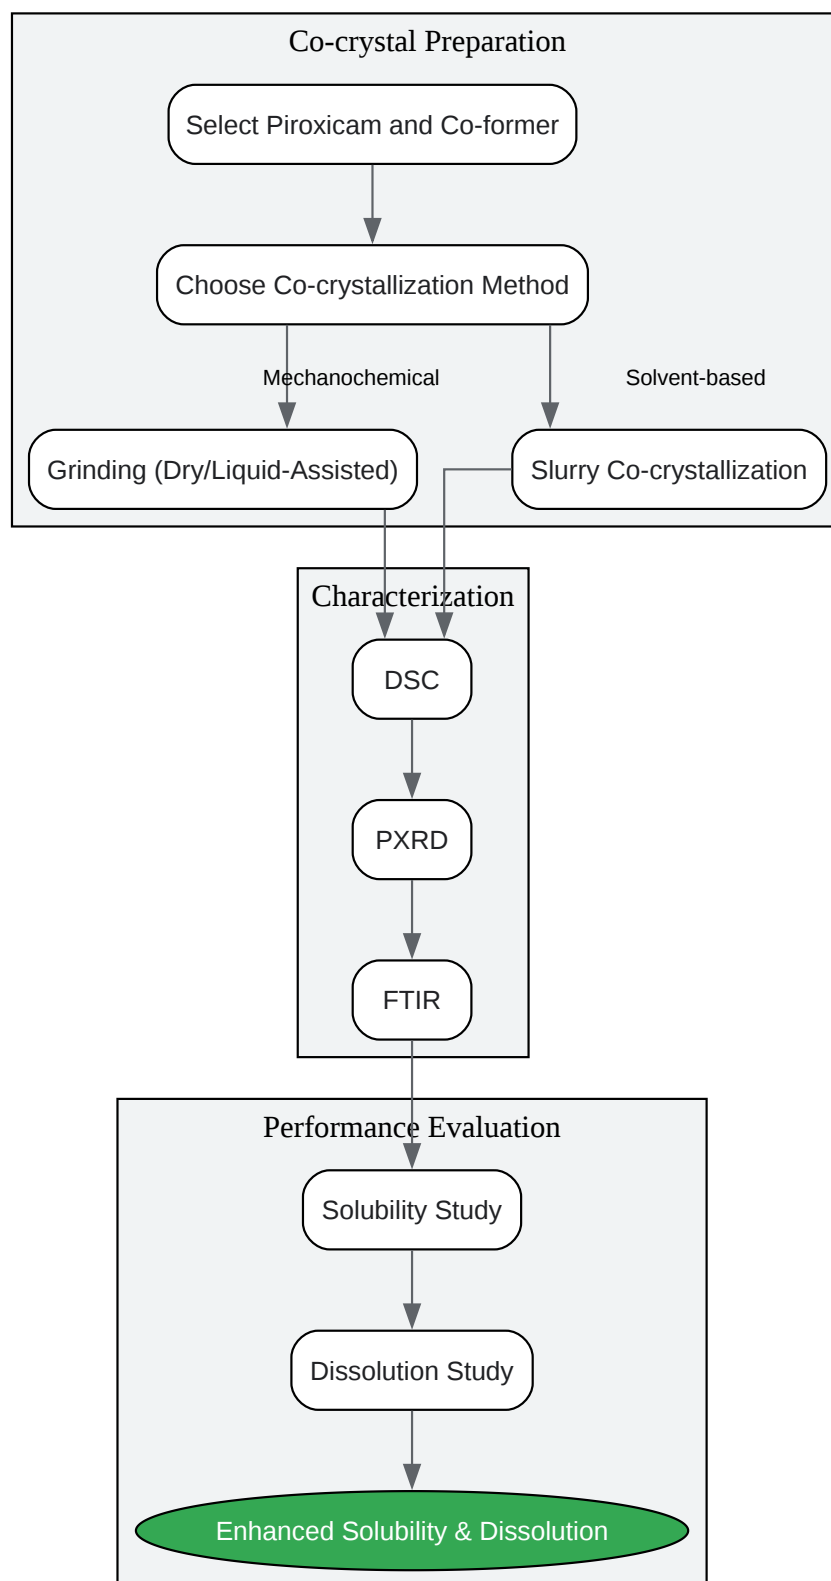 Co-crystal Preparation
Select Piroxicam and Co-former
Choose Co-crystallization Method
Mechanochemical
Solvent-based
Grinding (Dry/Liquid-Assisted)
Slurry Co-crystallization
Characterization
DSC
PXRD
FTIR
Performance Evaluation
Solubility Study
Dissolution Study
Enhanced Solubility & Dissolution